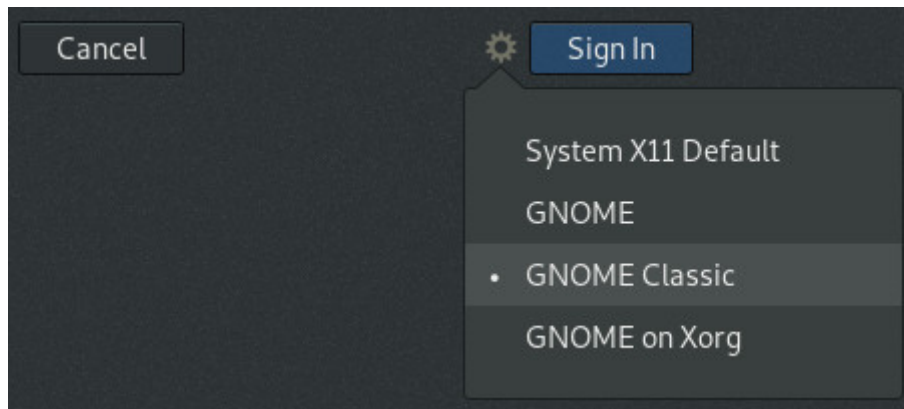 Cancel
Sign In
System X11 Default
GNOME
GNOME Classic
GNOME on Xorg